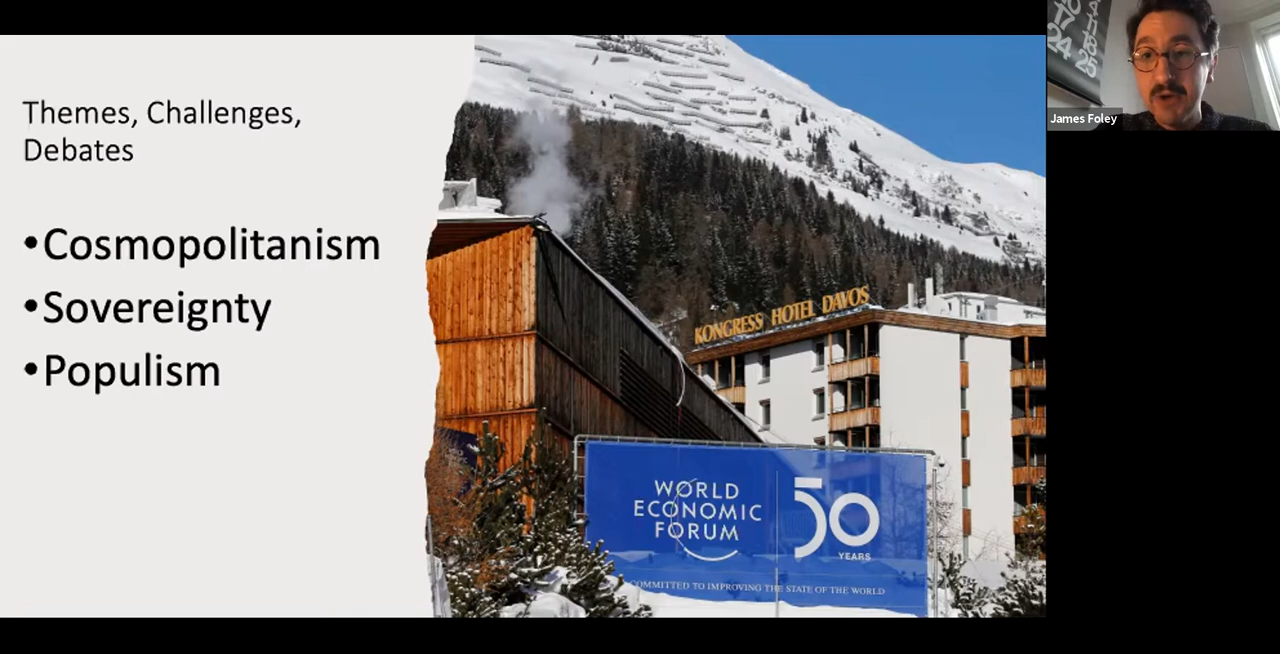 Themes, Challenges,
Debates
•Cosmopolitanism
•Sovereignty
•Populism
KONGRESS HOTEL DAVOS
WORLD
ECONOMIC
FORUM
50
YEARS
COMMITTED TO IMPROVING THE STATE OF THE WORLD
James Foley